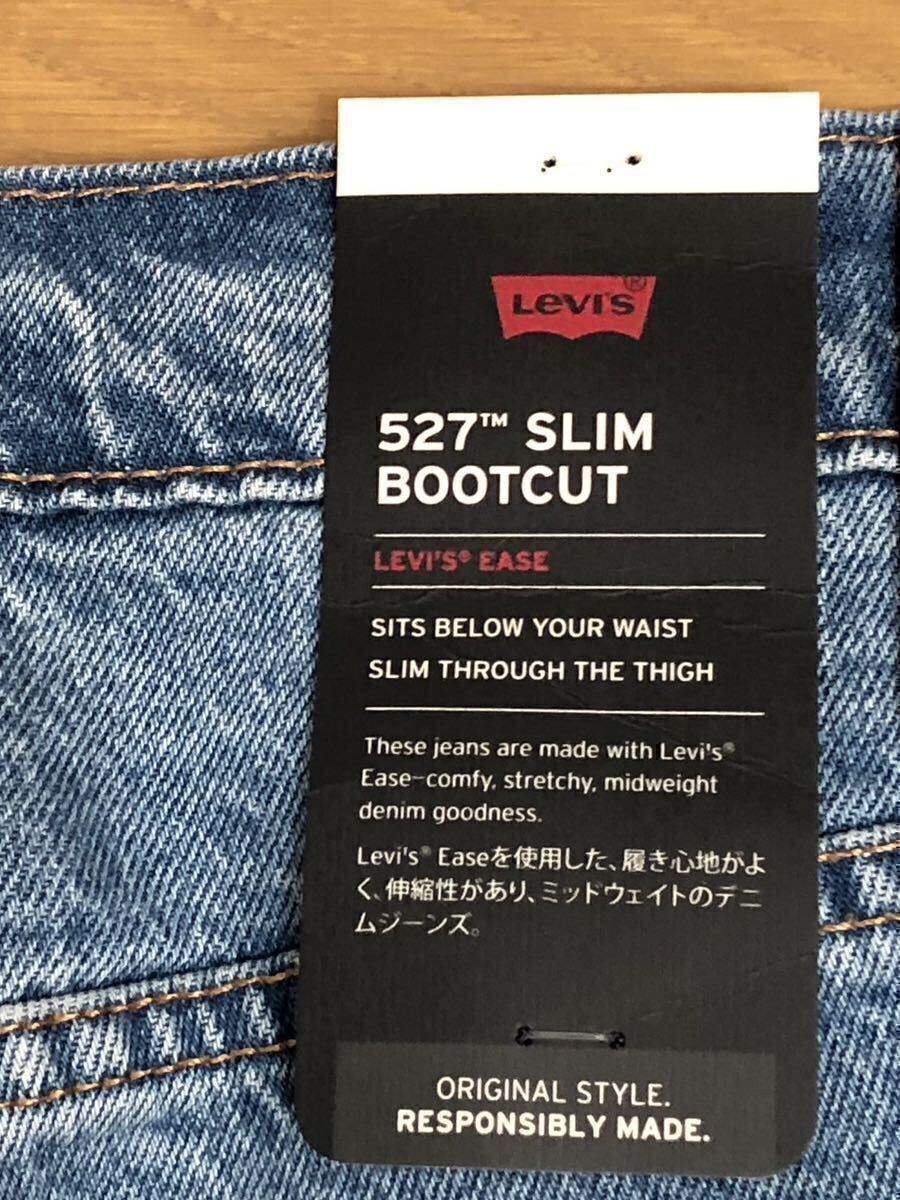 LEVI'S®
527™ SLIM
BOOTCUT
LEVI'S® EASE
SITS BELOW YOUR WAIST
SLIM THROUGH THE THIGH
These jeans are made with Levi's®
Ease-comfy, stretchy, midweight
denim goodness.
Levi's® Easeを使用した、履き心地がよ
く、伸縮性があり、ミッドウェイトのデニ
ムジーンズ。
ORIGINAL STYLE.
RESPONSIBLY MADE.